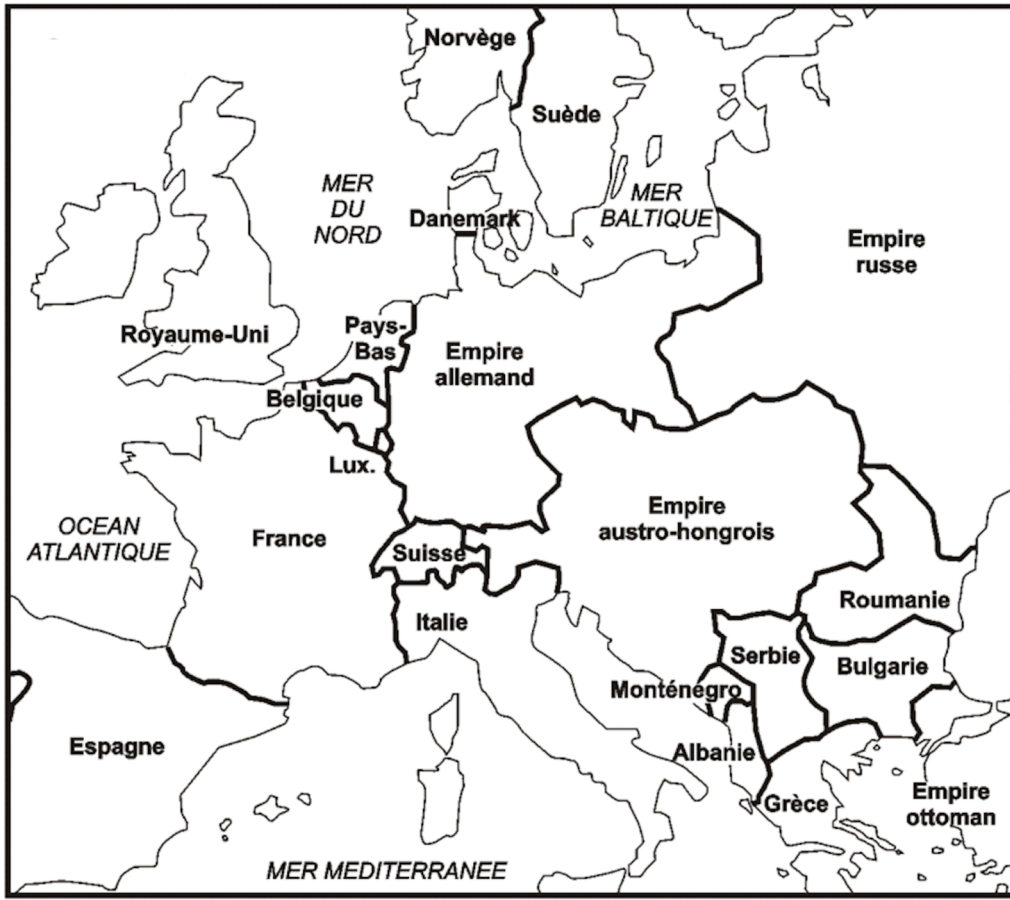 Norvège
Suède
MER
DU
NORD
MER
BALTIQUE
Danemark
Empire
russe
Royaume-Uni
Pays-
Bas
Empire
allemand
Belgique
Lux.
OCEAN
ATLANTIQUE
France
Empire
austro-hongrois
Suisse
Italie
Roumanie
Serbie
Bulgarie
Monténégro
Espagne
Albanie
Grèce
Empire
ottoman
MER MEDITERRANEE